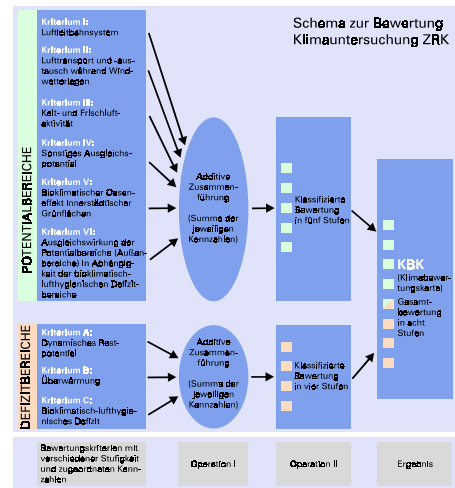 Schema zur Bewertung
Klimauntersuchung ZRK
POTENTIALBEREICHE
Kriterium I:
Luftleitbahnsystem
Kriterium II:
Lufttransport und -aus-
tausch während Wind-
wetterlagen
Kriterium III:
Kalt- und Frischluft-
aktivität
Kriterium IV:
Sonstiges Ausgleichs-
potential
Kriterium V:
Bioklimatischer Oasen-
effekt innerstädtischer
Grünflächen
Kriterium VI:
Ausgleichswirkung der
Potentialbereiche (Außen-
bereiche) in Abhängig-
keit der bioklimatisch-
lufthygienischen Defizit-
bereiche
Additive
Zusammen-
führung
(Summe der
jeweiligen
Kennzahlen)
Klassifizierte
Bewertung
in fünf Stufen
KBK
(Klimabewer-
tungskarte)
Gesamt-
bewertung
in acht
Stufen
DEFIZITBEREICHE
Kriterium A:
Dynamisches Rest-
potential
Kriterium B:
Überwärmung
Kriterium C:
Bioklimatisch-lufthygie-
nisches Defizit
Additive
Zusammen-
führung
(Summe der
jeweiligen
Kennzahlen)
Klassifizierte
Bewertung
in vier Stufen
Bewertungskriterien mit
verschiedener Stufigkeit
und zugeordneten Kenn-
zahlen
Operation I
Operation II
Ergebnis